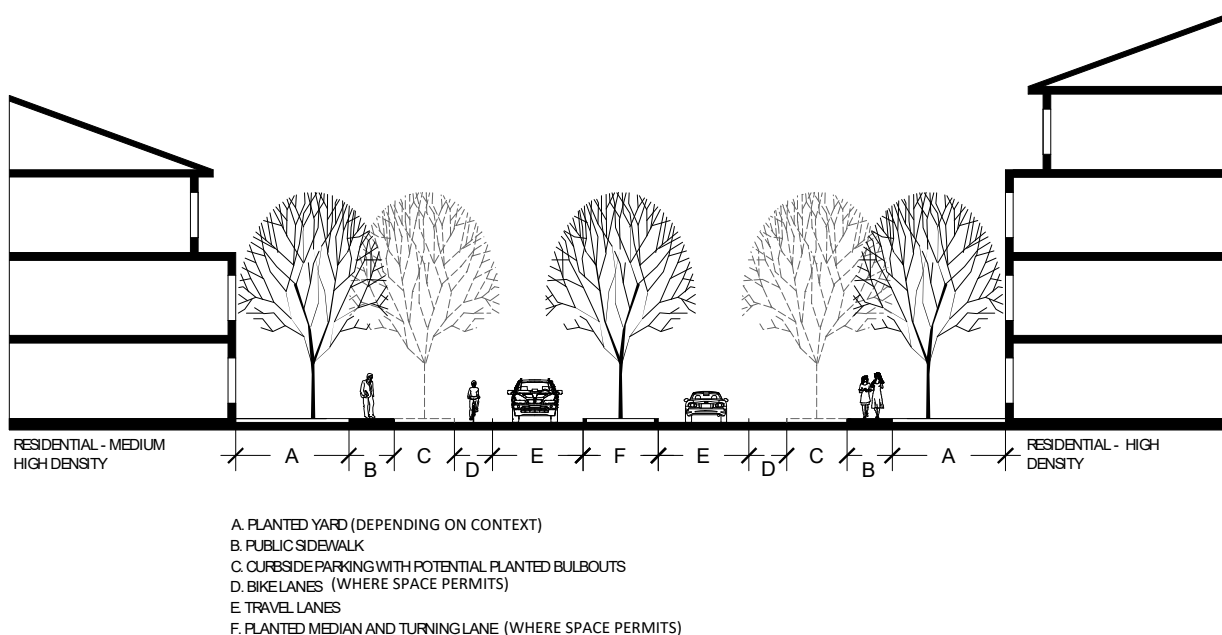 RESIDENTIAL - MEDIUM
HIGH DENSITY
A B C D E F E D C B A
RESIDENTIAL - HIGH
DENSITY
A. PLANTED YARD (DEPENDING ON CONTEXT)
B. PUBLIC SIDEWALK
C. CURBSIDE PARKING WITH POTENTIAL PLANTED BULBOUTS
D. BIKE LANES (WHERE SPACE PERMITS)
E. TRAVEL LANES
F. PLANTED MEDIAN AND TURNING LANE (WHERE SPACE PERMITS)